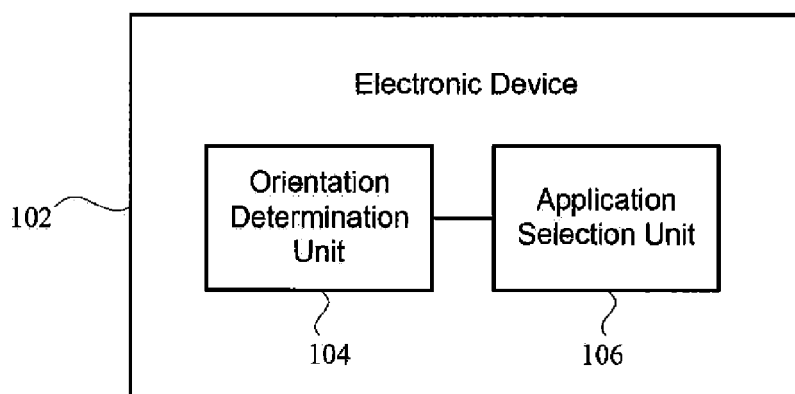 Electronic Device
Orientation
Determination
Unit
Application
Selection Unit
102
104
106